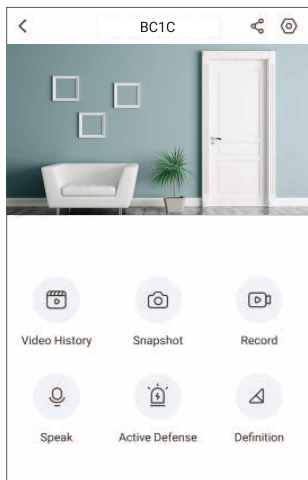 BC1C
Video History Snapshot Record
Speak Active Defense Definition